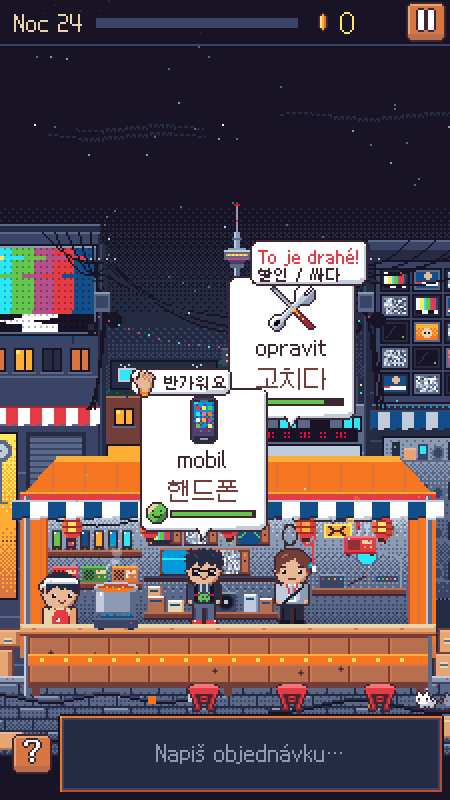 Noc 24
0
To je drahé!
할인 / 싸다
opravit
고치다
반가워요
mobil
핸드폰
?
Napiš objednávku…